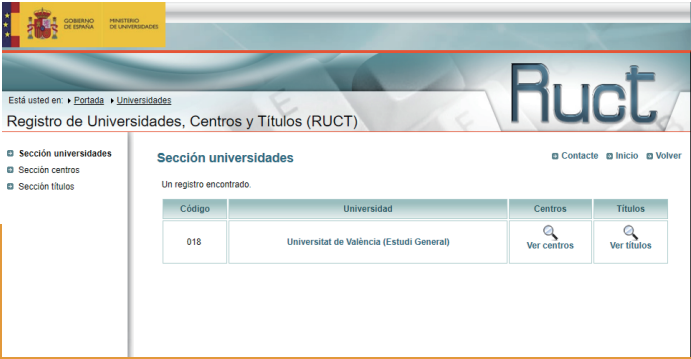 GOBIERNO
DE ESPAÑA
MINISTERIO
DE UNIVERSIDADES
Ruct
Está usted en: Portada Universidades
Registro de Universidades, Centros y Títulos (RUCT)
Sección universidades
Sección centros
Sección títulos
Sección universidades
Contacte Inicio Volver
Un registro encontrado.
Código Universidad Centros Títulos
018 Universitat de València (Estudi General) Ver centros Ver títulos